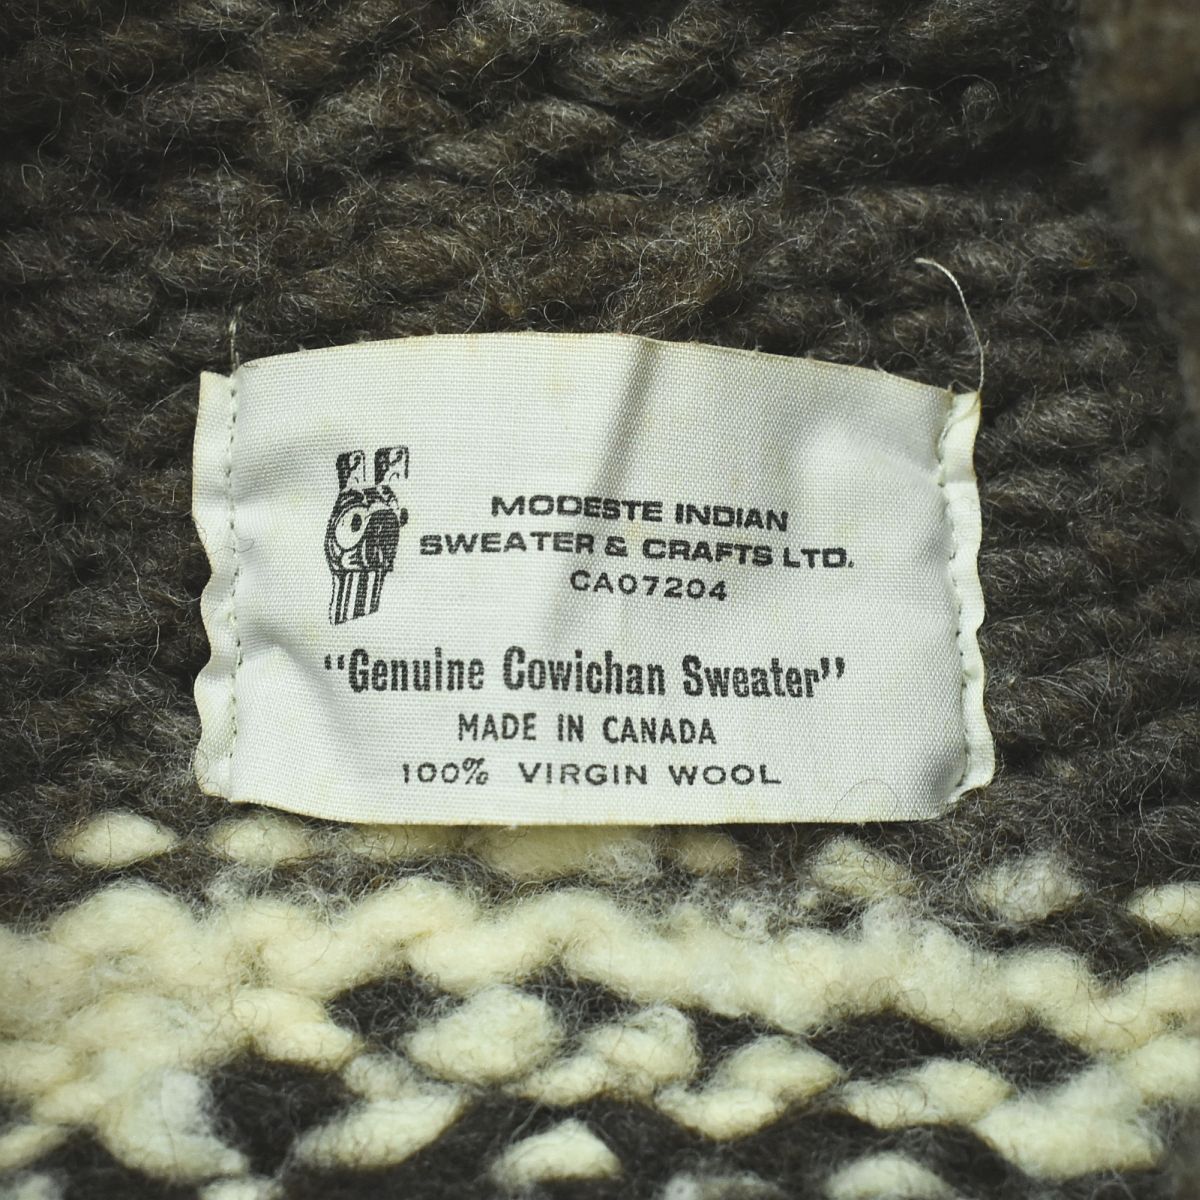 MODESTE INDIAN
SWEATER & CRAFTS LTD.
CA07204
“Genuine Cowichan Sweater”
MADE IN CANADA
100% VIRGIN WOOL